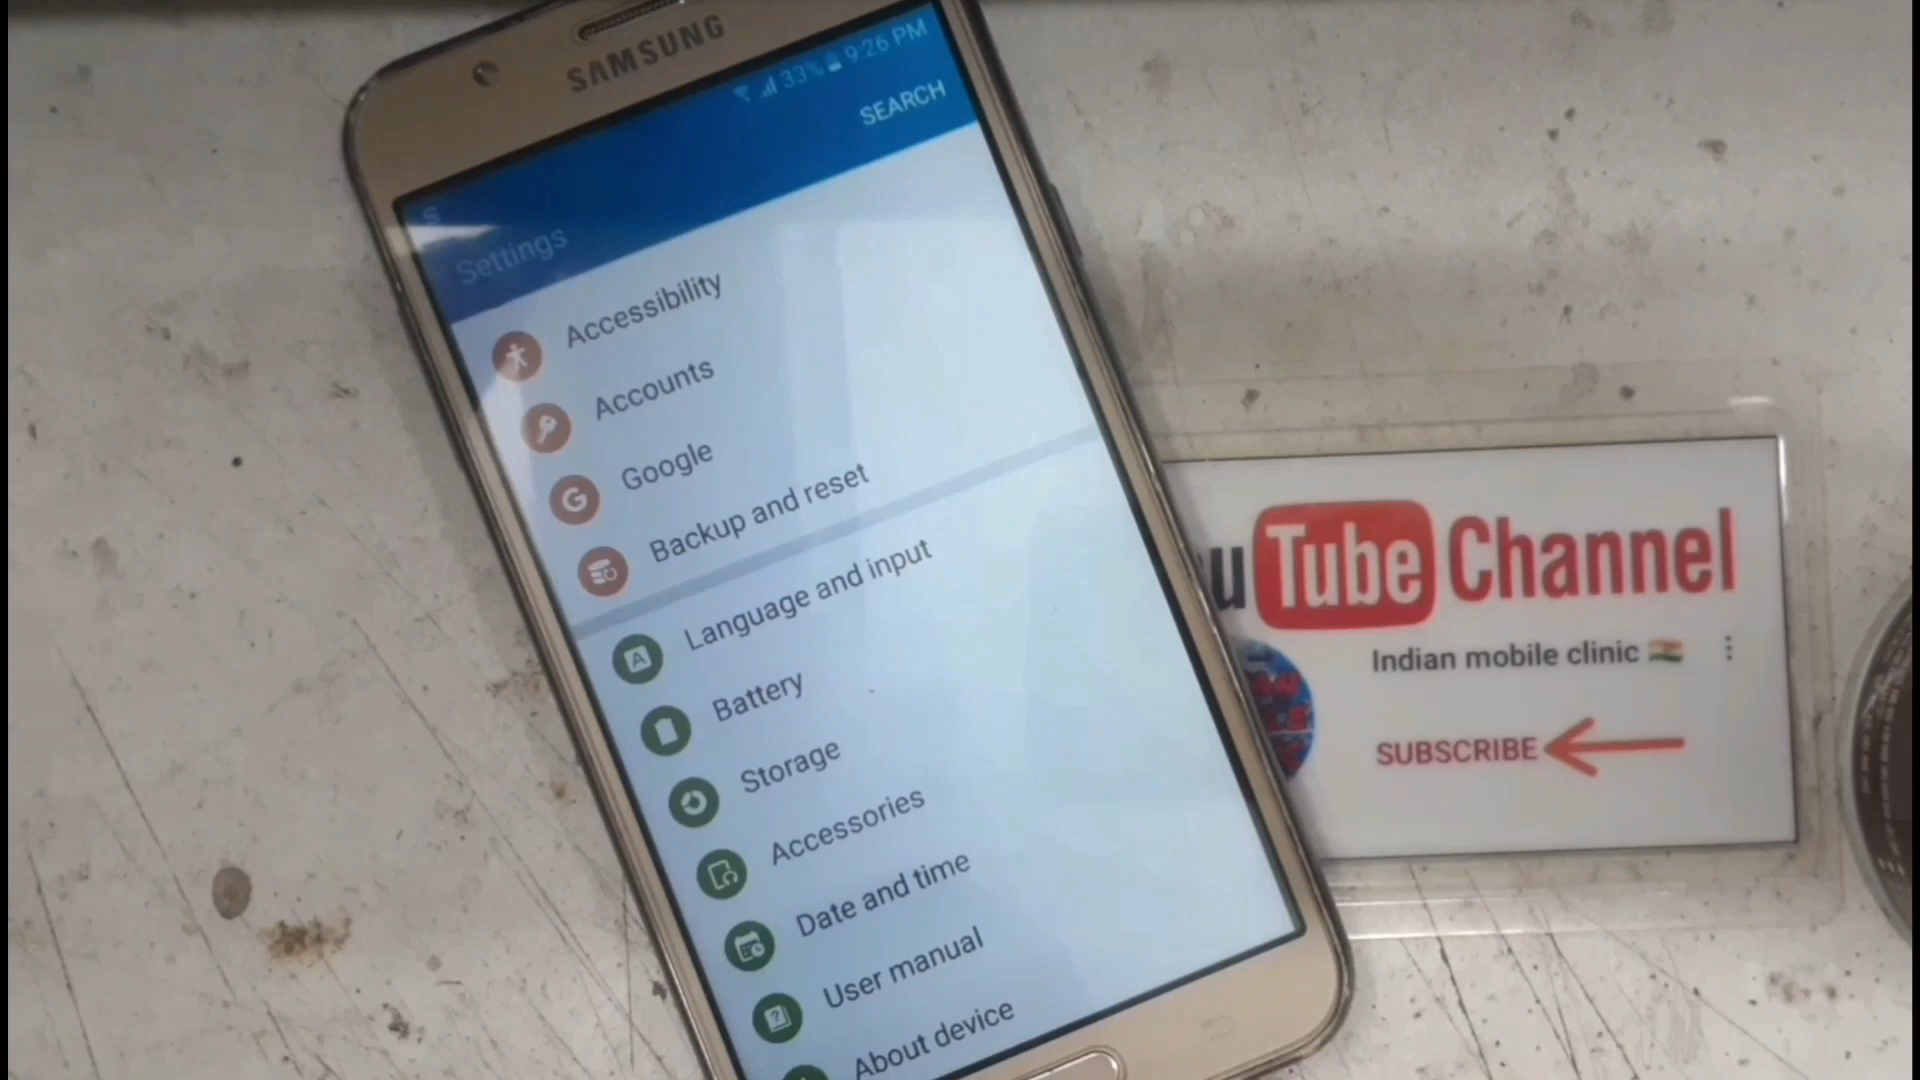 SAMSUNG
33% 9:26 PM
SEARCH
Settings
Accessibility
Accounts
Google
Backup and reset
Language and input
Battery
Storage
Accessories
Date and time
User manual
About device
uTube Channel
Indian mobile clinic
SUBSCRIBE